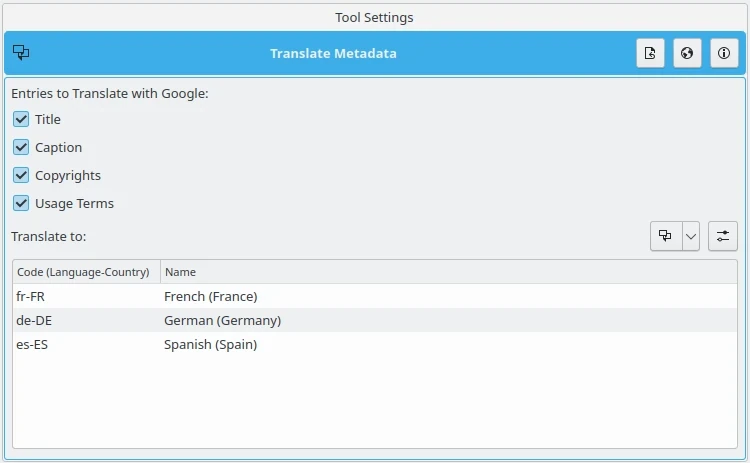 Tool Settings
Translate Metadata
Entries to Translate with Google:
Title
Caption
Copyrights
Usage Terms
Translate to:
Code (Language-Country) Name
fr-FR French (France)
de-DE German (Germany)
es-ES Spanish (Spain)